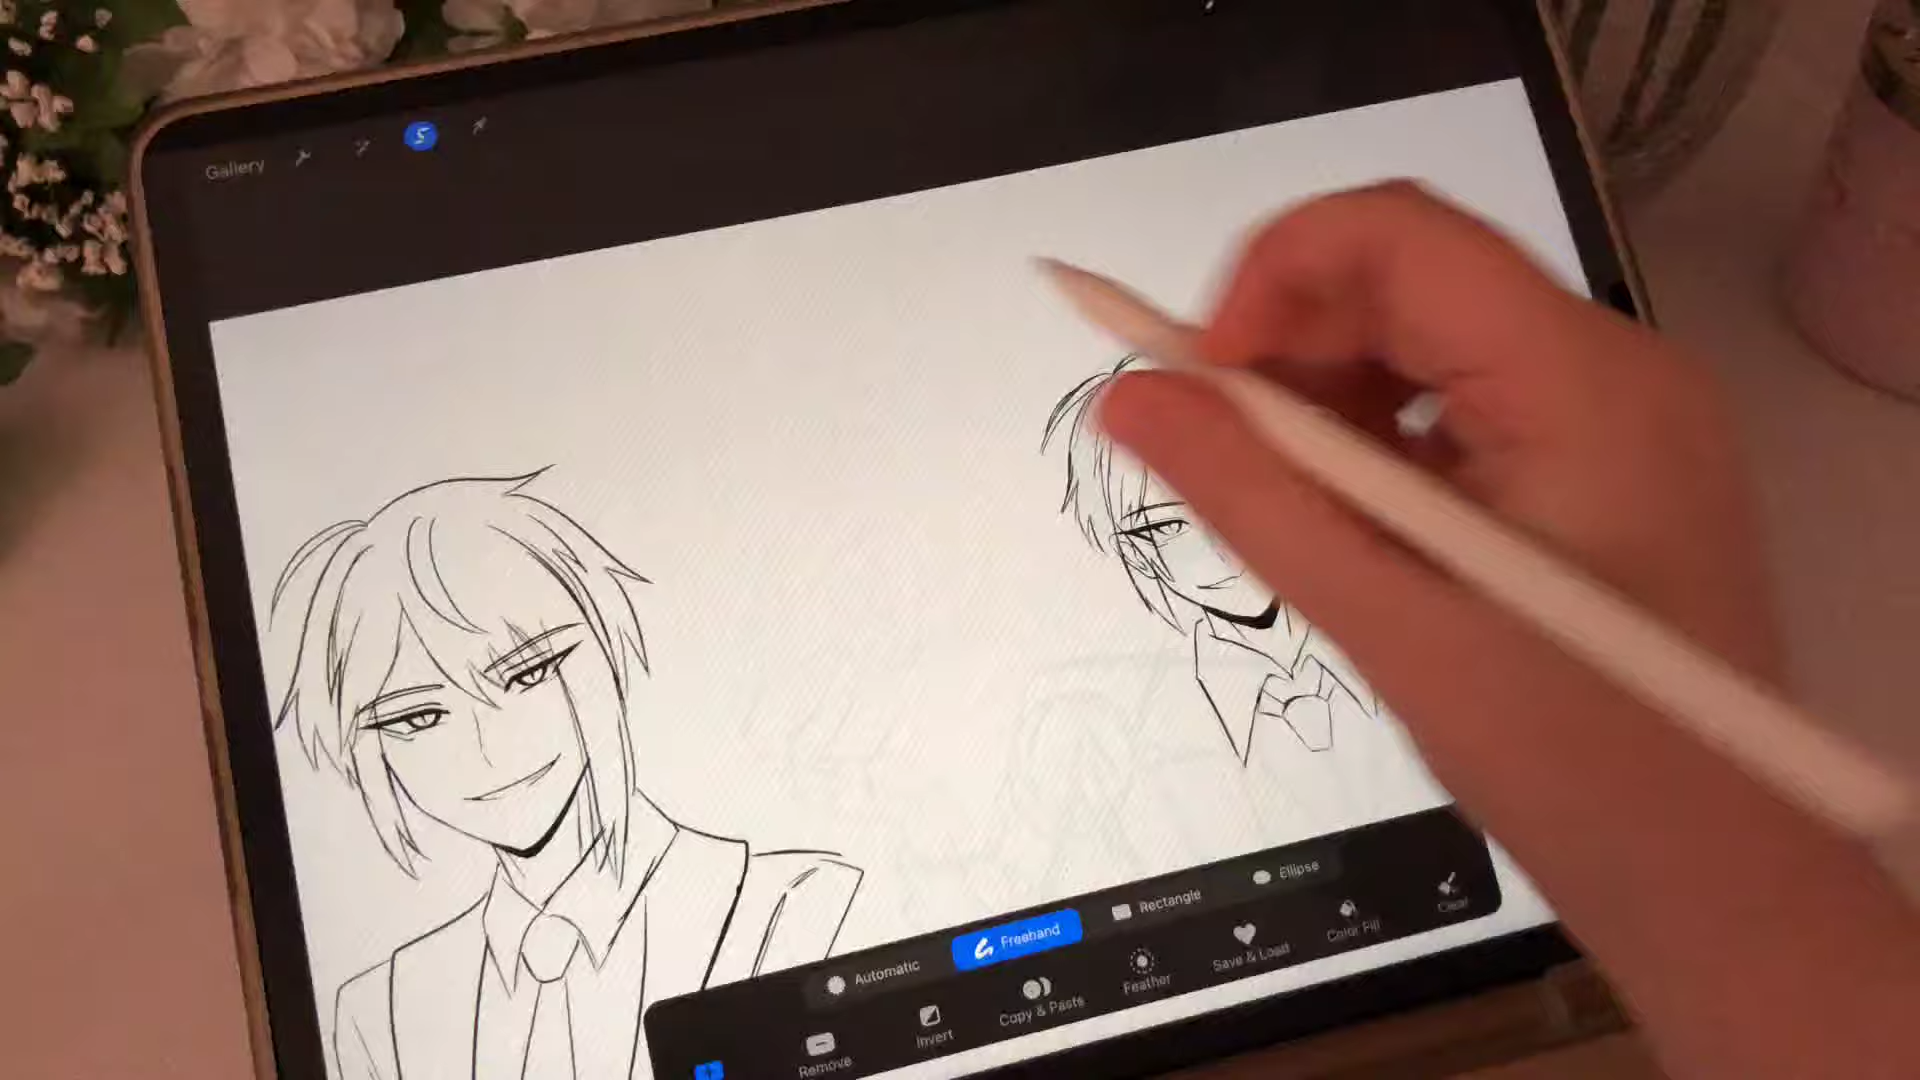 Gallery
Automatic
Freehand
Rectangle
Ellipse
Remove
Invert
Copy & Paste
Feather
Save & Load
Color Fill
Clear